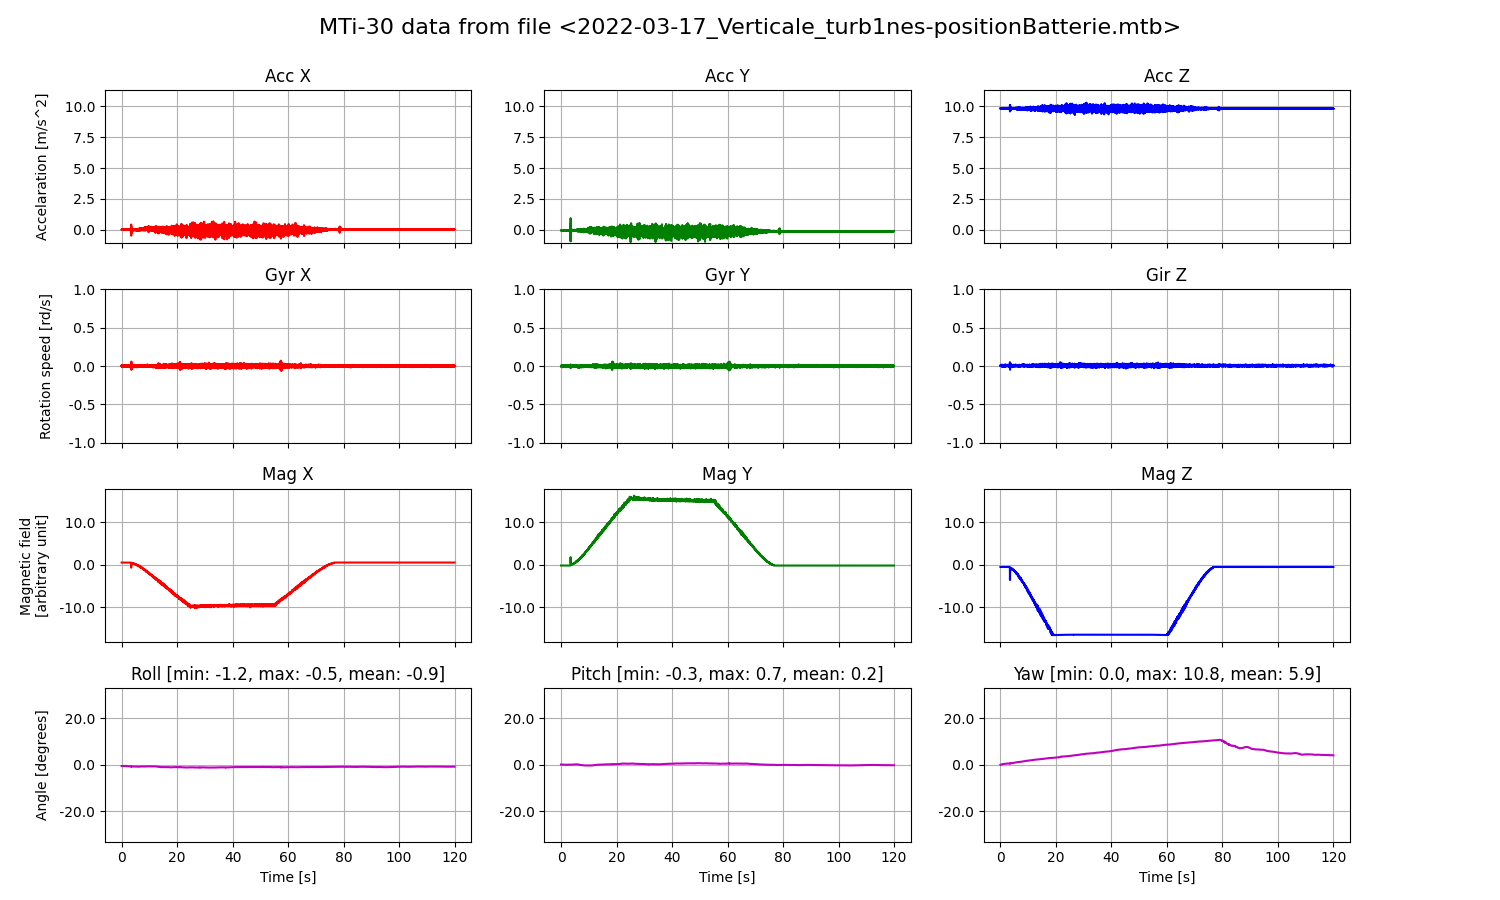 MTi-30 data from file <2022-03-17_Verticale_turb1nes-positionBatterie.mtb>
Acc X
Acc Y
Acc Z
Accelaration [m/s^2]
10.0
7.5
5.0
2.5
0.0
10.0
7.5
5.0
2.5
0.0
10.0
7.5
5.0
2.5
0.0
Gyr X
Gyr Y
Gir Z
Rotation speed [rd/s]
1.0
0.5
0.0
-0.5
-1.0
1.0
0.5
0.0
-0.5
-1.0
1.0
0.5
0.0
-0.5
-1.0
Mag X
Mag Y
Mag Z
Magnetic field
[arbitrary unit]
10.0
0.0
-10.0
10.0
0.0
-10.0
10.0
0.0
-10.0
Roll [min: -1.2, max: -0.5, mean: -0.9]
Pitch [min: -0.3, max: 0.7, mean: 0.2]
Yaw [min: 0.0, max: 10.8, mean: 5.9]
Angle [degrees]
20.0
0.0
-20.0
20.0
0.0
-20.0
20.0
0.0
-20.0
0 20 40 60 80 100 120
0 20 40 60 80 100 120
0 20 40 60 80 100 120
Time [s]
Time [s]
Time [s]